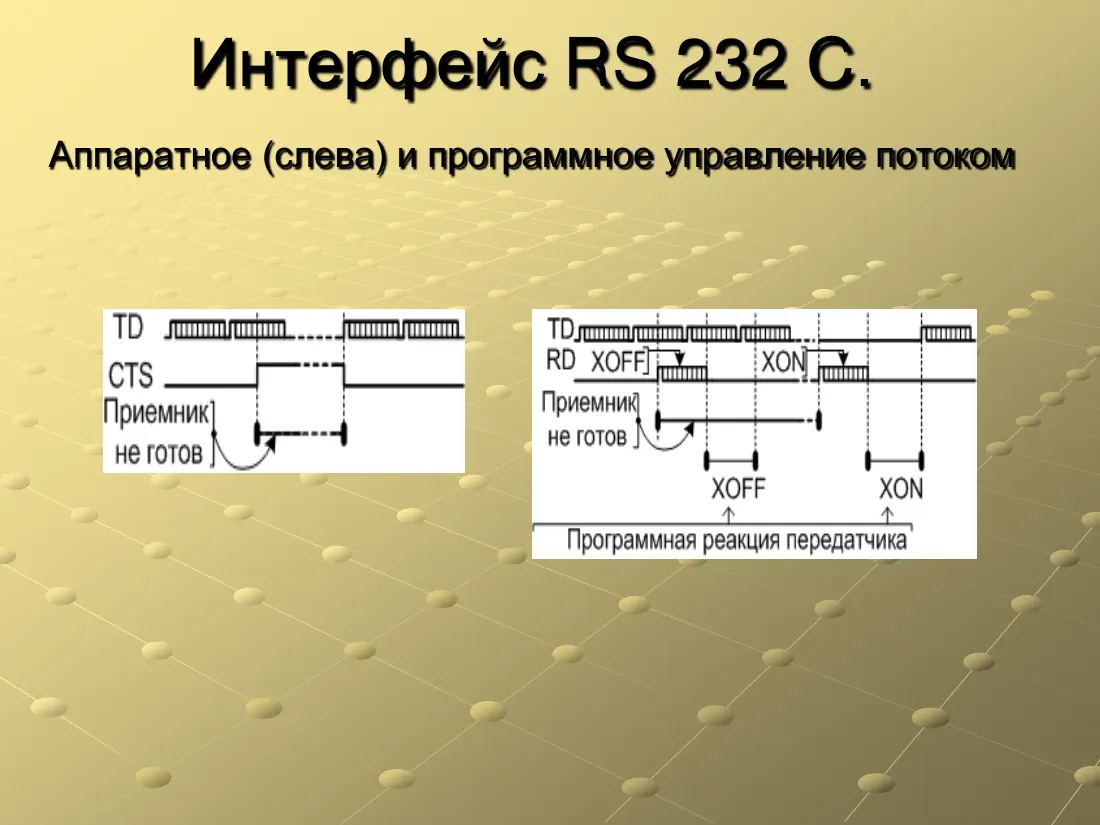 Интерфейс RS 232 С.
Аппаратное (слева) и программное управление потоком
TD
CTS
Приемник
не готов
TD
RD XOFF XON
Приемник
не готов
XOFF XON
Программная реакция передатчика